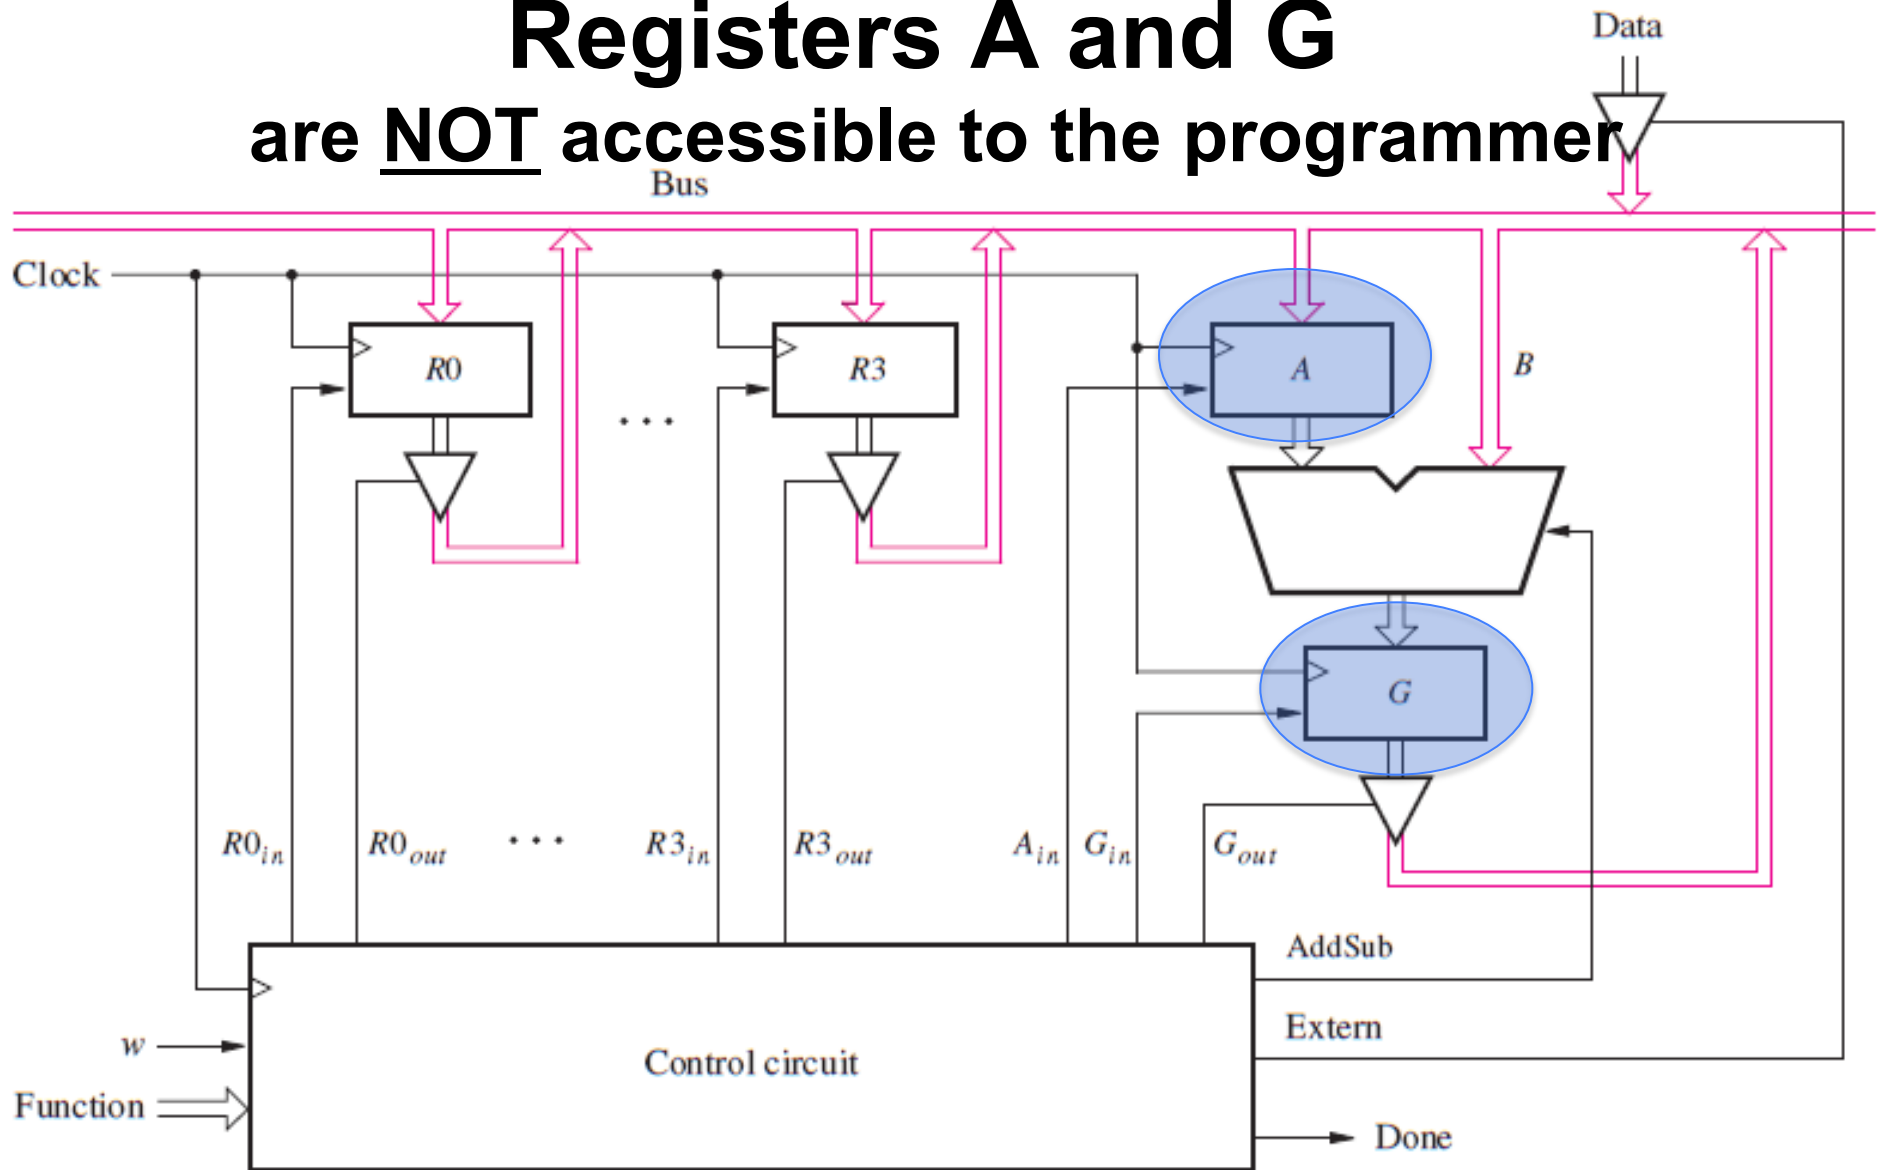 Registers A and G
Data
are NOT accessible to the programmer
Bus
Clock
R0
R3
A
B
...
G
R0in
R0out
...
R3in
R3out
Ain
Gin
Gout
AddSub
Extern
w
Control circuit
Function
Done